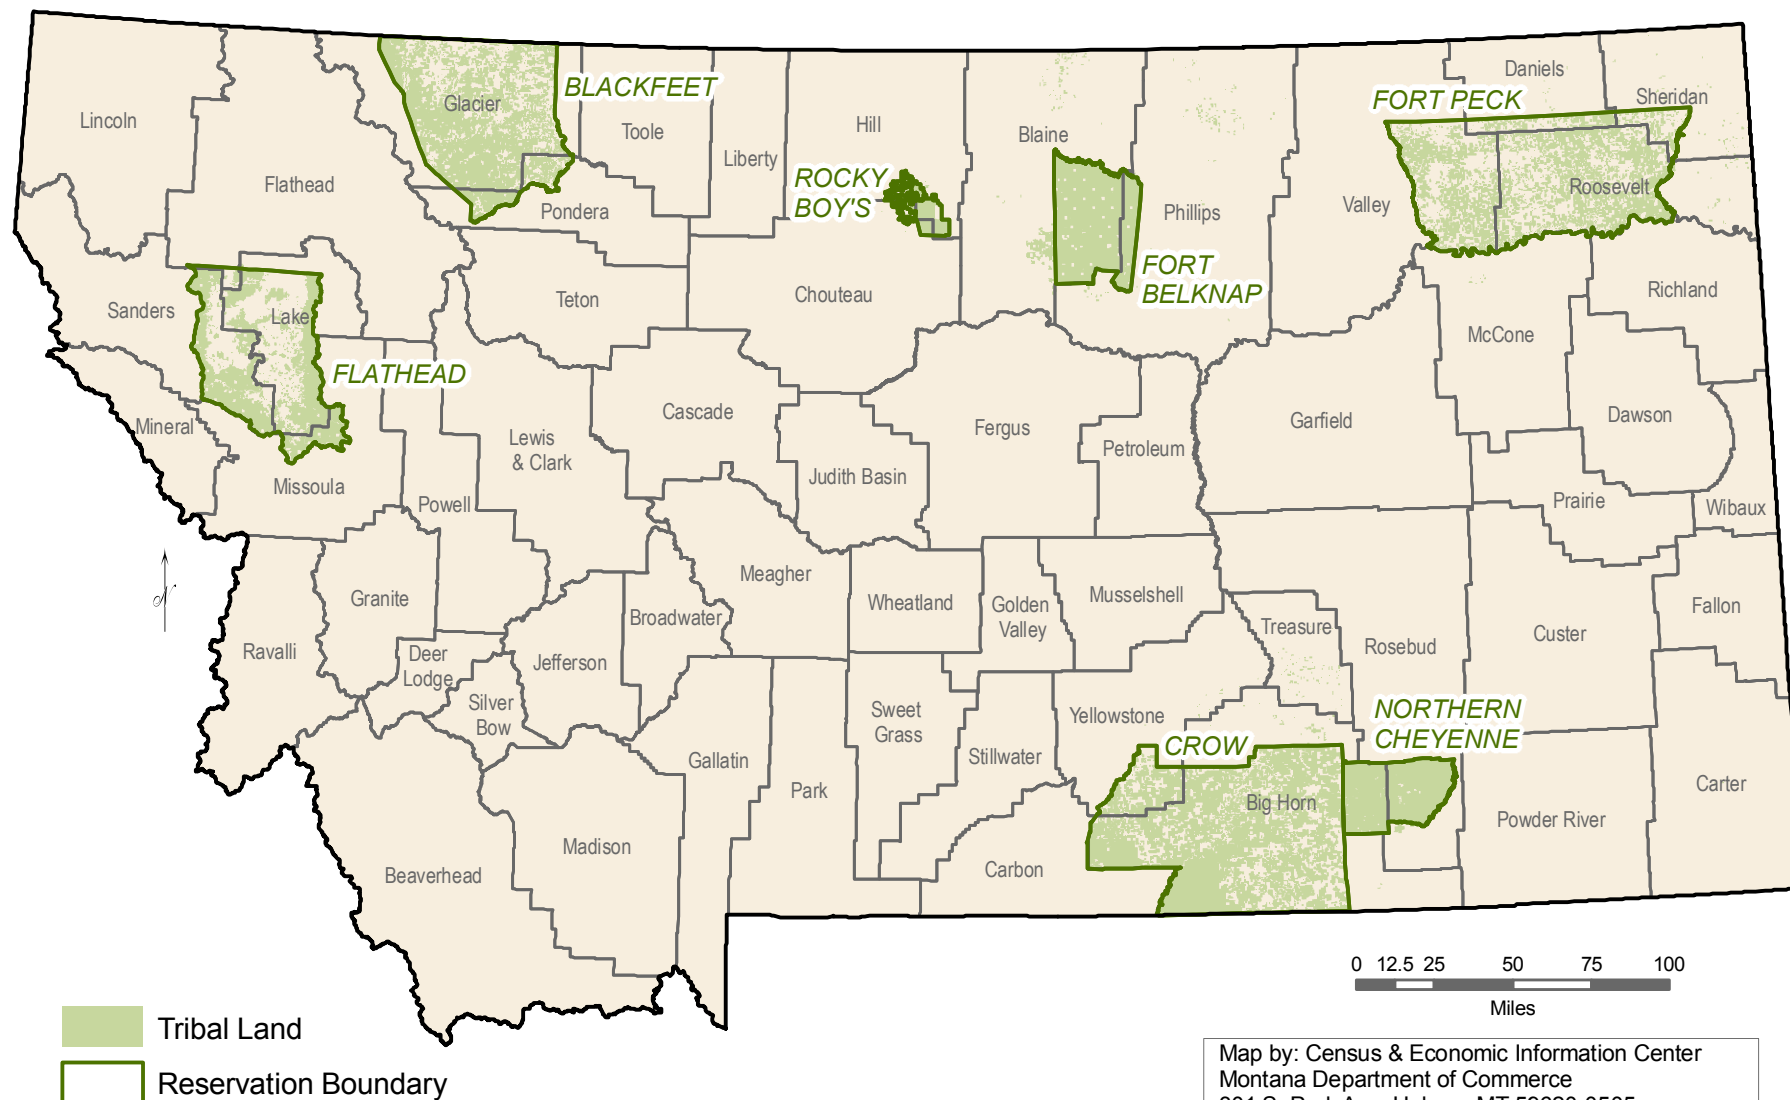 Daniels
BLACKFEET
FORT PECK
Sheridan
Glacier
Lincoln
Toole
Hill
Blaine
Liberty
ROCKY
BOY'S
Flathead
Roosevelt
Pondera
Phillips
Valley
FORT
BELKNAP
Sanders
Lake
Teton
Chouteau
Richland
McCone
FLATHEAD
Mineral
Cascade
Fergus
Garfield
Dawson
Lewis
& Clark
Petroleum
Judith Basin
Missoula
Powell
Prairie
Wibaux
N
Meagher
Granite
Wheatland
Golden
Valley
Musselshell
Broadwater
Treasure
Fallon
Custer
Rosebud
Ravalli
Deer
Lodge
Jefferson
Silver
Bow
Sweet
Grass
Yellowstone
NORTHERN
CHEYENNE
CROW
Gallatin
Stillwater
Park
Big Horn
Carter
Powder River
Madison
Beaverhead
Carbon
0 12.5 25 50 75 100
Miles
Tribal Land
Reservation Boundary
Map by: Census & Economic Information Center
Montana Department of Commerce